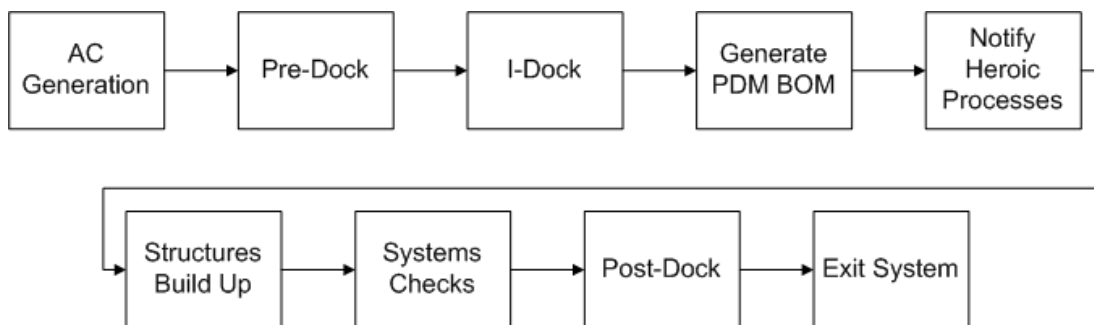 AC
Generation
Pre-Dock
I-Dock
Generate
PDM BOM
Notify
Heroic
Processes
Structures
Build Up
Systems
Checks
Post-Dock
Exit System